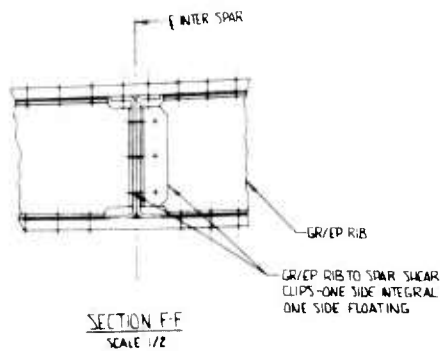 ℄ INTER SPAR
GR/EP RIB
GR/EP RIB TO SPAR SHEAR
CLIPS-ONE SIDE INTEGRAL
ONE SIDE FLOATING
SECTION F-F
SCALE 1/2